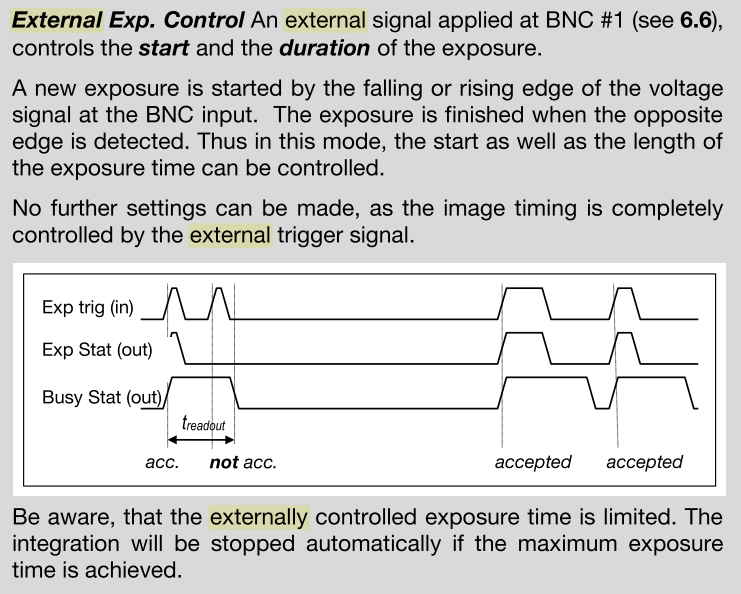 External Exp. Control An external signal applied at BNC #1 (see 6.6),
controls the start and the duration of the exposure.
A new exposure is started by the falling or rising edge of the voltage
signal at the BNC input. The exposure is finished when the opposite
edge is detected. Thus in this mode, the start as well as the length of
the exposure time can be controlled.
No further settings can be made, as the image timing is completely
controlled by the external trigger signal.
Exp trig (in)
Exp Stat (out)
Busy Stat (out)
treadout
acc. not acc. accepted accepted
Be aware, that the externally controlled exposure time is limited. The
integration will be stopped automatically if the maximum exposure
time is achieved.